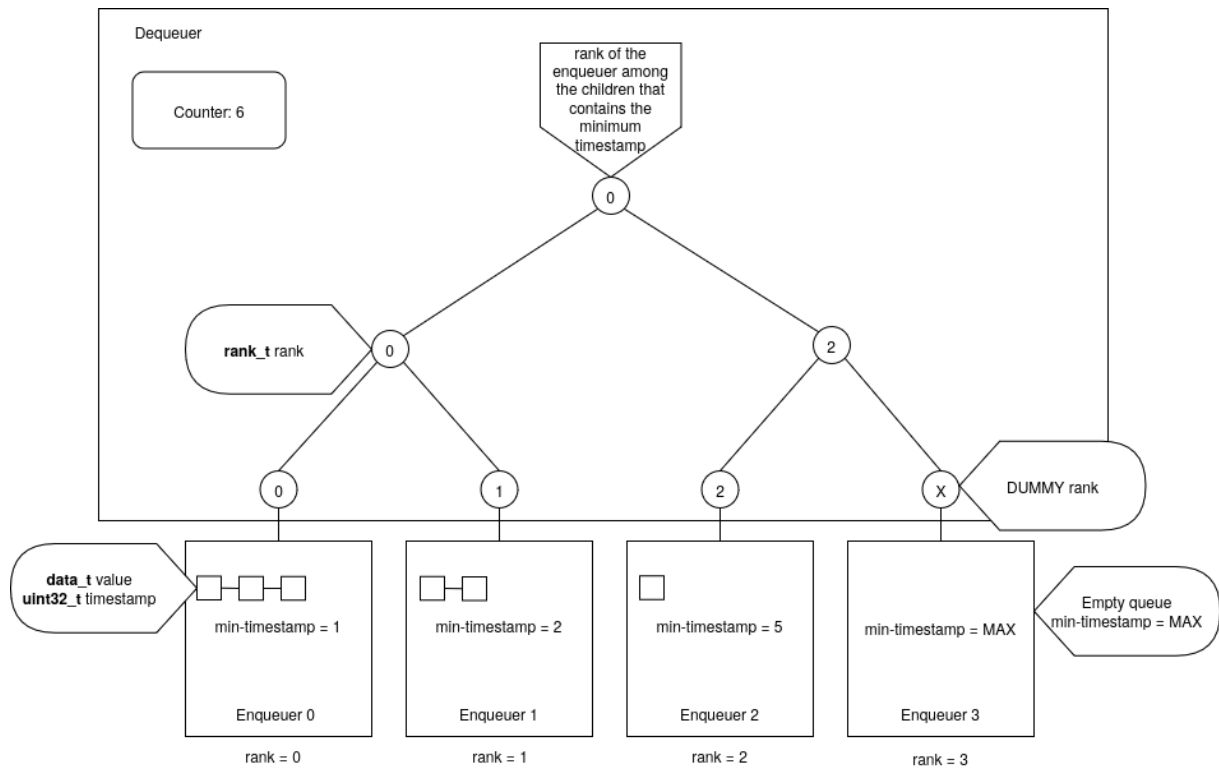 Dequeuer
Counter: 6
rank of the
enqueuer among
the children that
contains the
minimum
timestamp
0
rank_t rank
0
2
0
1
2
X
DUMMY rank
data_t value
uint32_t timestamp
min-timestamp = 1
min-timestamp = 2
min-timestamp = 5
min-timestamp = MAX
Empty queue
min-timestamp = MAX
Enqueuer 0
Enqueuer 1
Enqueuer 2
Enqueuer 3
rank = 0
rank = 1
rank = 2
rank = 3